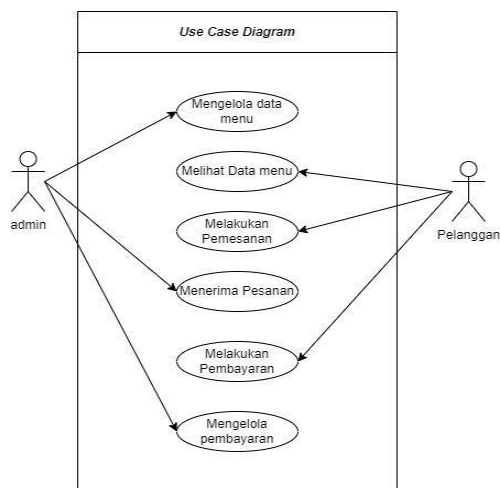 Use Case Diagram
Mengelola data
menu
Melihat Data menu
admin
Melakukan
Pemesanan
Pelanggan
Menerima Pesanan
Melakukan
Pembayaran
Mengelola
pembayaran